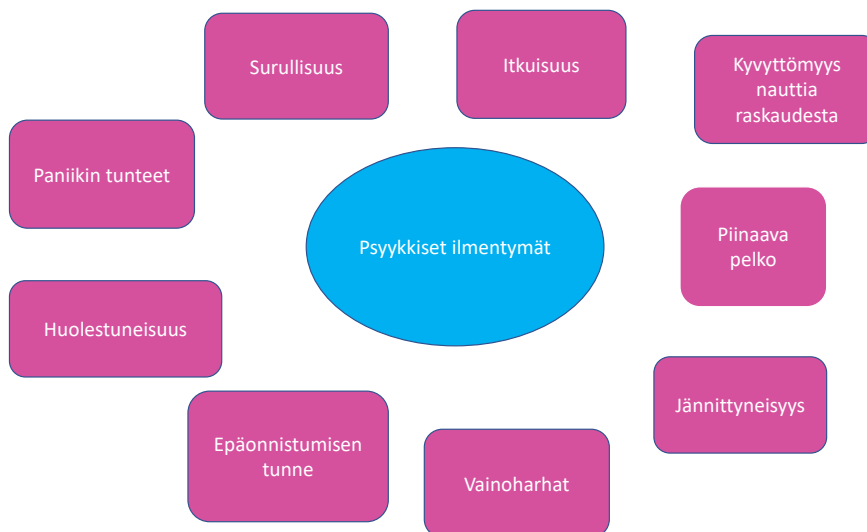 Surullisuus
Itkuisuus
Kyvyttömyys
nauttia
raskaudesta
Paniikin tunteet
Psyykkiset ilmentymät
Piinaava
pelko
Huolestuneisuus
Jännittyneisyys
Epäonnistumisen
tunne
Vainoharhat